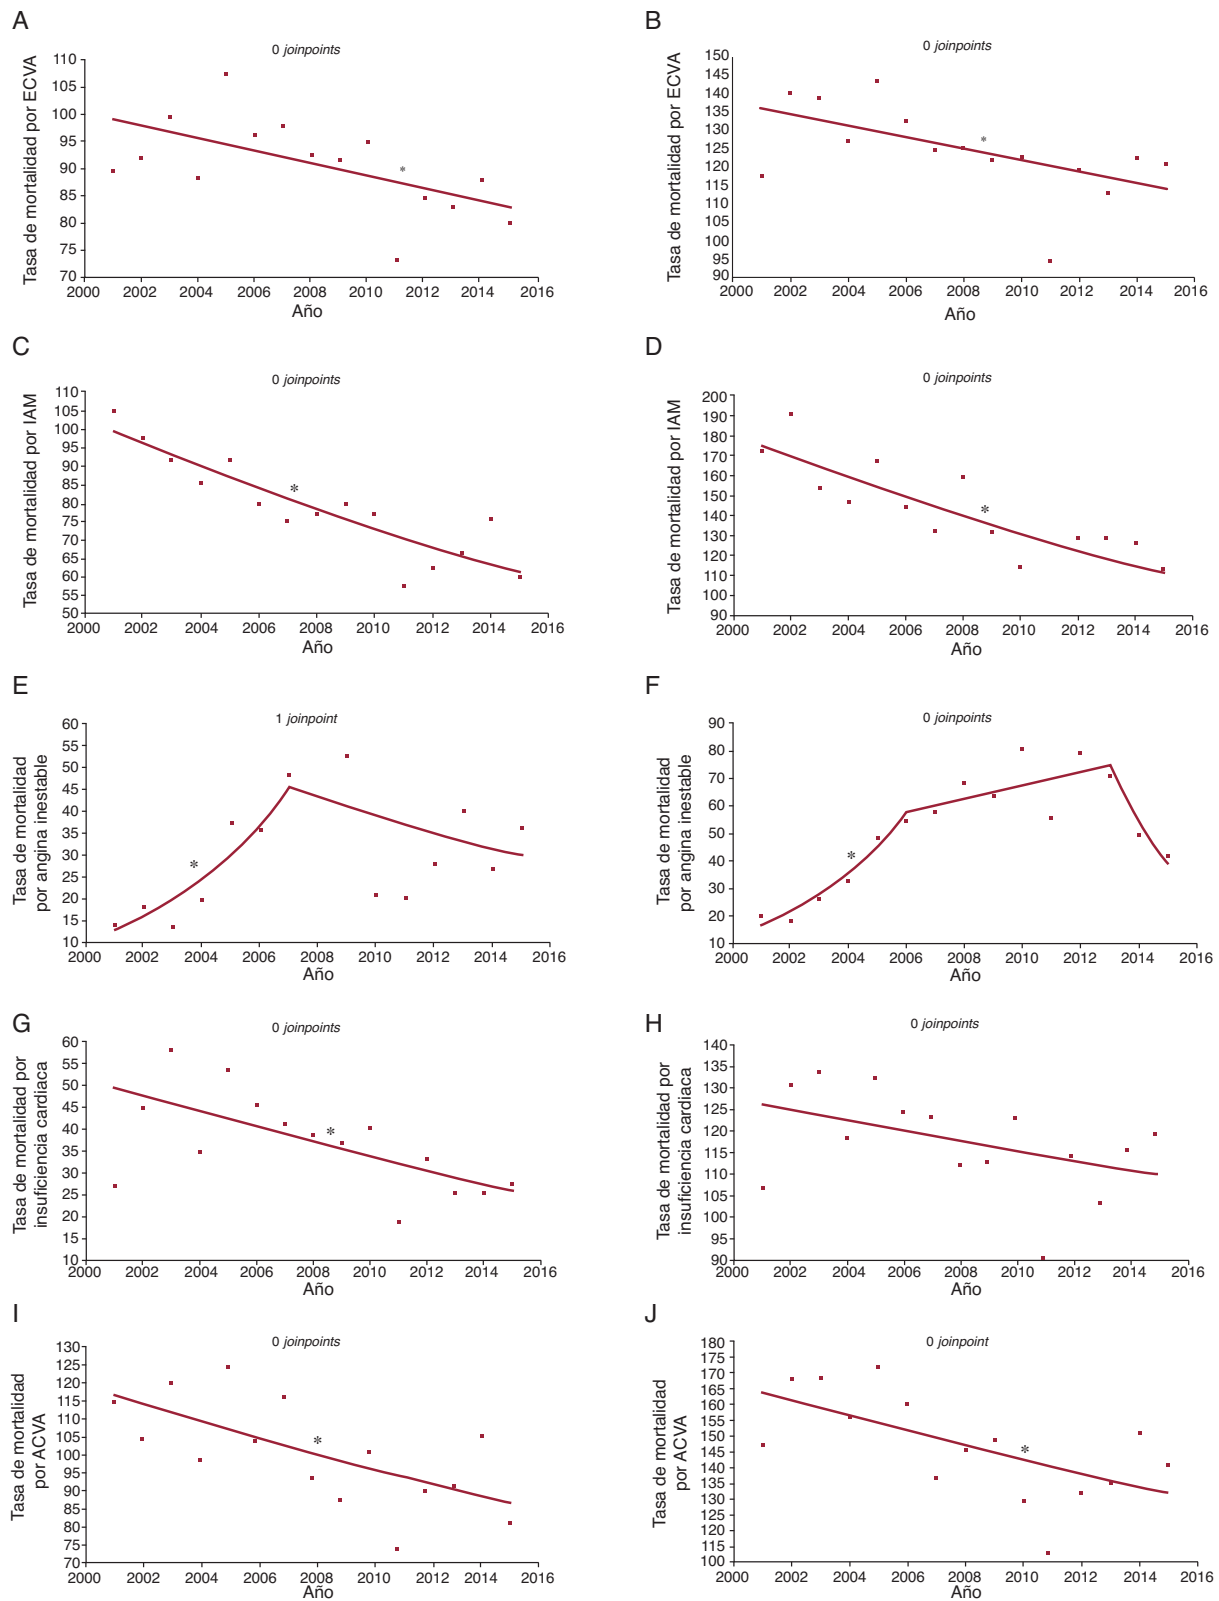 A
0 joinpoints
Tasa de mortalidad por ECVA
110
105
100
95
90
85
80
75
70
*
2000 2002 2004 2006 2008 2010 2012 2014 2016
Año
B
0 joinpoints
Tasa de mortalidad por ECVA
150
145
140
135
130
125
120
115
110
105
100
95
90
*
2000 2002 2004 2006 2008 2010 2012 2014 2016
Año
C
0 joinpoints
Tasa de mortalidad por IAM
110
105
100
95
90
85
80
75
70
65
60
55
50
*
2000 2002 2004 2006 2008 2010 2012 2014 2016
Año
D
0 joinpoints
Tasa de mortalidad por IAM
200
190
180
170
160
150
140
130
120
110
100
90
*
2000 2002 2004 2006 2008 2010 2012 2014 2016
Año
E
1 joinpoint
Tasa de mortalidad
por angina inestable
60
55
50
45
40
35
30
25
20
15
10
*
2000 2002 2004 2006 2008 2010 2012 2014 2016
Año
F
0 joinpoints
Tasa de mortalidad
por angina inestable
90
80
70
60
50
40
30
20
10
*
2000 2002 2004 2006 2008 2010 2012 2014 2016
Año
G
0 joinpoints
Tasa de mortalidad por
insuficiencia cardiaca
60
55
50
45
40
35
30
25
20
15
10
*
2000 2002 2004 2006 2008 2010 2012 2014 2016
Año
H
0 joinpoints
Tasa de mortalidad por
insuficiencia cardiaca
140
135
130
125
120
115
110
105
100
95
90
2000 2002 2004 2006 2008 2010 2012 2014 2016
Año
I
0 joinpoints
Tasa de mortalidad
por ACVA
130
125
120
115
110
105
100
95
90
85
80
75
70
*
2000 2002 2004 2006 2008 2010 2012 2014 2016
Año
J
0 joinpoint
Tasa de mortalidad
por ACVA
180
175
170
165
160
155
150
145
140
135
130
125
120
115
100
*
2000 2002 2004 2006 2008 2010 2012 2014 2016
Año